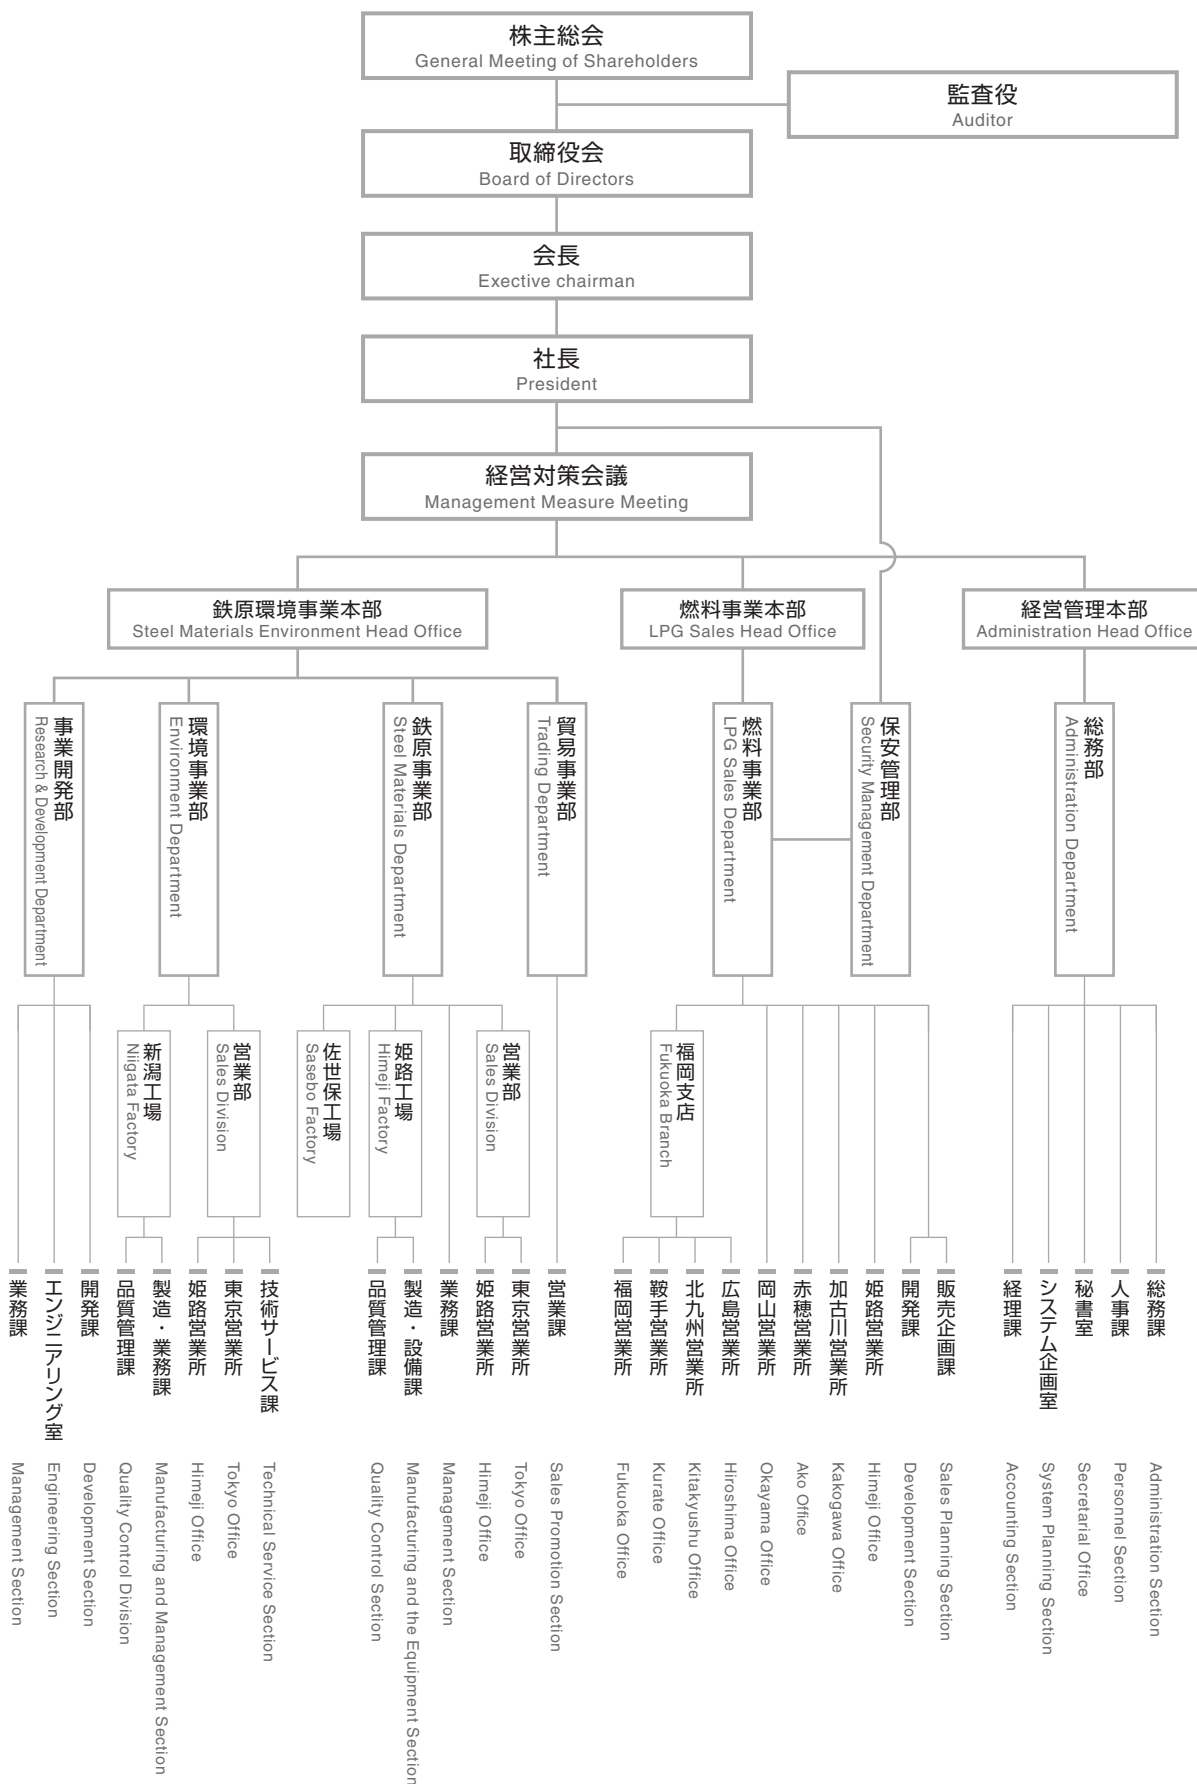 株主総会
General Meeting of Shareholders
監査役
Auditor
取締役会
Board of Directors
会長
Exective chairman
社長
President
経営対策会議
Management Measure Meeting
鉄原環境事業本部
Steel Materials Environment Head Office
燃料事業本部
LPG Sales Head Office
経営管理本部
Administration Head Office
事業開発部
Research & Development Department
環境事業部
Environment Department
鉄原事業部
Steel Materials Department
貿易事業部
Trading Department
燃料事業部
LPG Sales Department
保安管理部
Security Management Department
総務部
Administration Department
新潟工場
Niigata Factory
営業部
Sales Division
佐世保工場
Sasebo Factory
姫路工場
Himeji Factory
営業部
Sales Division
福岡支店
Fukuoka Branch
業務課
Management Section
エンジニアリング室
Engineering Section
開発課
Development Section
品質管理課
Quality Control Division
製造・業務課
Manufacturing and Management Section
姫路営業所
Himeji Office
東京営業所
Tokyo Office
技術サービス課
Technical Service Section
品質管理課
Quality Control Section
製造・設備課
Manufacturing and the Equipment Section
業務課
Management Section
姫路営業所
Himeji Office
東京営業所
Tokyo Office
営業課
Sales Promotion Section
福岡営業所
Fukuoka Office
鞍手営業所
Kurate Office
北九州営業所
Kitakyushu Office
広島営業所
Hiroshima Office
岡山営業所
Okayama Office
赤穂営業所
Ako Office
加古川営業所
Kakogawa Office
姫路営業所
Himeji Office
開発課
Development Section
販売企画課
Sales Planning Section
経理課
Accounting Section
システム企画室
System Planning Section
秘書室
Secretarial Office
人事課
Personnel Section
総務課
Administration Section